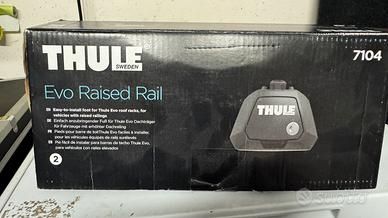 THULE
SWEDEN
7104
Evo Raised Rail
Easy-to-install foot for Thule Evo roof racks, for
vehicles with raised railings
Einfach anzubringender Fuß für Thule Evo Dachträger
für Fahrzeuge mit erhöhter Dachreling
Pieds pour barre de toit Thule Evo faciles à installer,
pour les véhicules équipés de rails surélevés
Pie fácil de instalar para barras de techo Thule Evo,
para vehículos con raíles elevados
2
THULE
subito